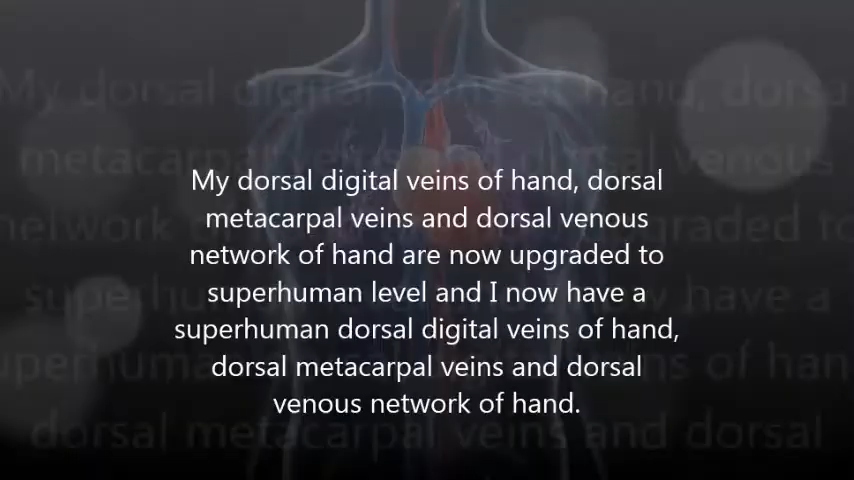 My dorsal digital veins of hand, dorsal
metacarpal veins and dorsal venous
network of hand are now upgraded to
superhuman level and I now have a
superhuman dorsal digital veins of hand,
dorsal metacarpal veins and dorsal
venous network of hand.